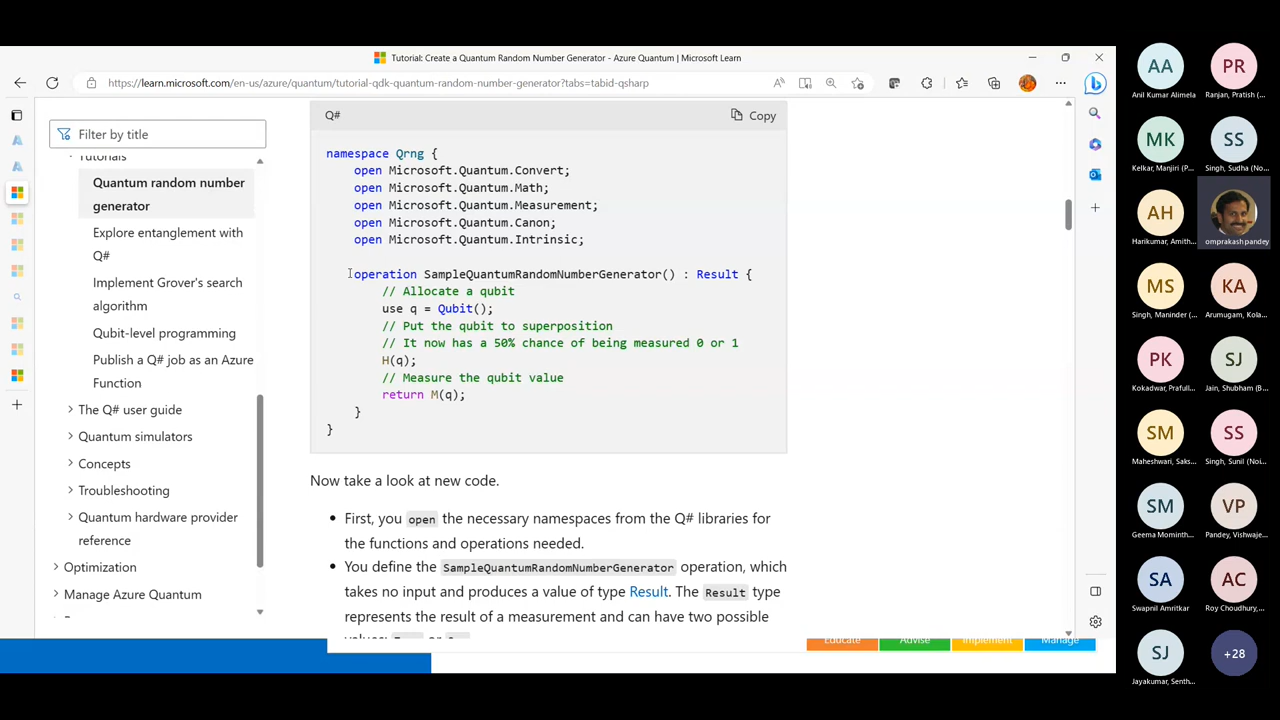 Tutorial: Create a Quantum Random Number Generator - Azure Quantum | Microsoft Learn
https://learn.microsoft.com/en-us/azure/quantum/tutorial-qdk-quantum-random-number-generator?tabs=tabid-qsharp
Filter by title
Tutorials
Quantum random number
generator
Explore entanglement with
Q#
Implement Grover's search
algorithm
Qubit-level programming
Publish a Q# job as an Azure
Function
The Q# user guide
Quantum simulators
Concepts
Troubleshooting
Quantum hardware provider
reference
Optimization
Manage Azure Quantum
Q#
Copy
namespace Qrng {
open Microsoft.Quantum.Convert;
open Microsoft.Quantum.Math;
open Microsoft.Quantum.Measurement;
open Microsoft.Quantum.Canon;
open Microsoft.Quantum.Intrinsic;
operation SampleQuantumRandomNumberGenerator() : Result {
// Allocate a qubit
use q = Qubit();
// Put the qubit to superposition
// It now has a 50% chance of being measured 0 or 1
H(q);
// Measure the qubit value
return M(q);
}
}
Now take a look at new code.
First, you open the necessary namespaces from the Q# libraries for
the functions and operations needed.
You define the SampleQuantumRandomNumberGenerator operation, which
takes no input and produces a value of type Result. The Result type
represents the result of a measurement and can have two possible
Educate
Advise
Implement
Manage
AA
Anil Kumar Alimela
PR
Ranjan, Pratish (...
MK
Kelkar, Manjiri (P...
SS
Singh, Sudha (No...
AH
Harikumar, Amith...
omprakash pandey
MS
Singh, Maninder (...
KA
Arumugam, Kola...
PK
Kokadwar, Prafull...
SJ
Jain, Shubham (B...
SM
Maheshwari, Saks...
SS
Singh, Sunil (Noi...
SM
Geema Mominth...
VP
Pandey, Vishwaje...
SA
Swapnil Amritkar
AC
Roy Choudhury,...
SJ
Jayakumar, Senth...
+28